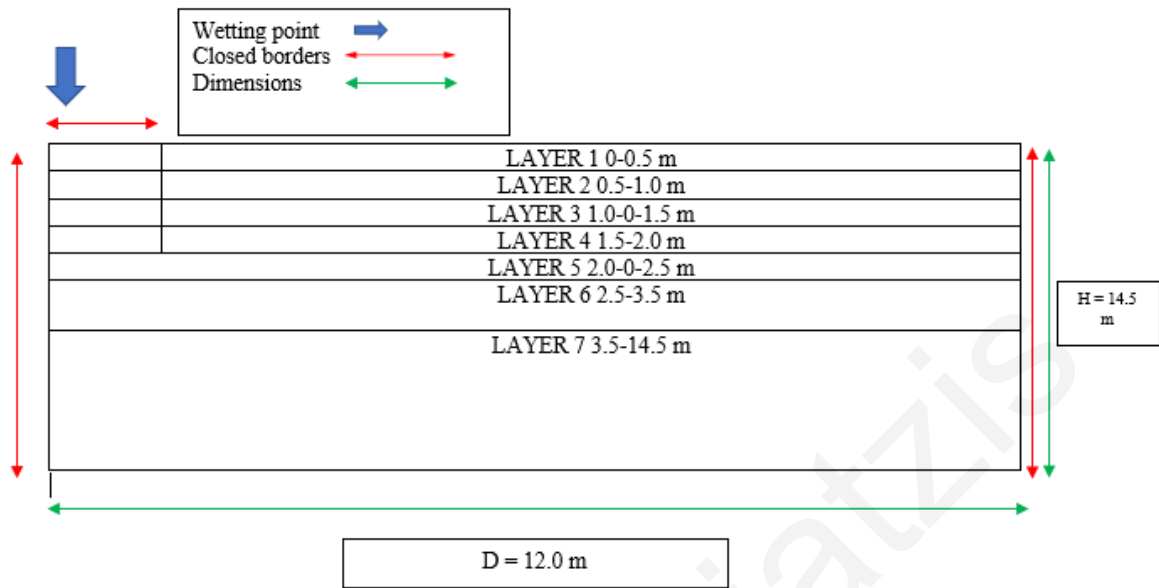 Wetting point
Closed borders
Dimensions
LAYER 1 0-0.5 m
LAYER 2 0.5-1.0 m
LAYER 3 1.0-0-1.5 m
LAYER 4 1.5-2.0 m
LAYER 5 2.0-0-2.5 m
LAYER 6 2.5-3.5 m
LAYER 7 3.5-14.5 m
H = 14.5
m
D = 12.0 m
iatzis